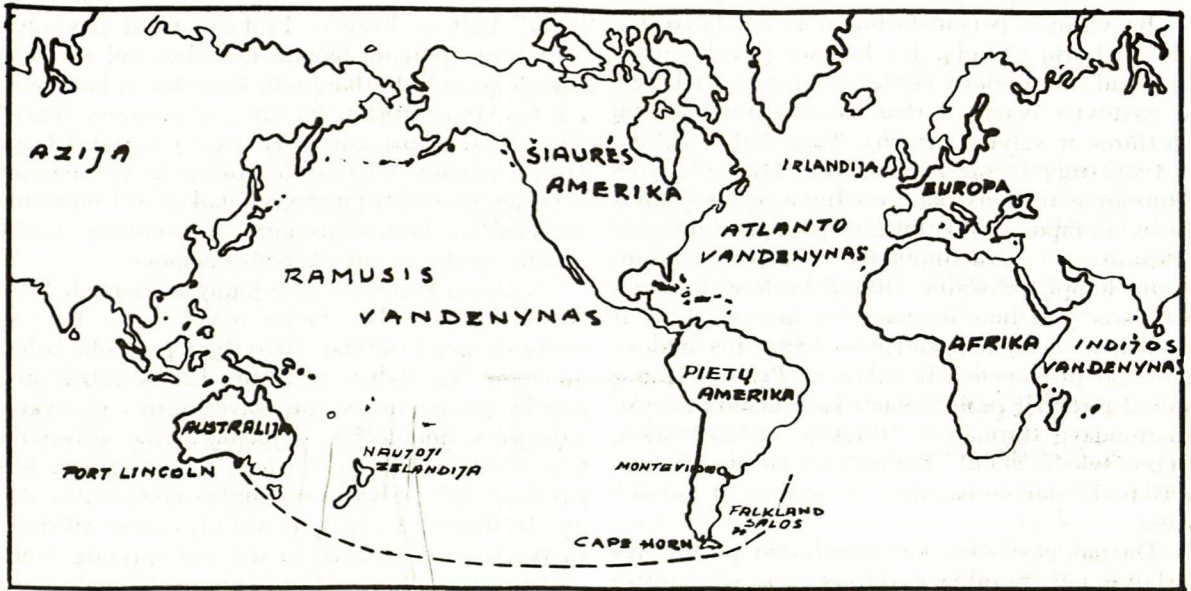 AZIJA
ŠIAURĖS
AMERIKA
IRLANDIJA
EUROPA
ATLANTO
VANDENYNAS
RAMUSIS
VANDENYNAS
AFRIKA
INDIJOS
VANDENYNAS
PIETŲ
AMERIKA
AUSTRALIJA
PORT LINCOLN
NAUJOJI
ZELANDIJA
MONTEVIDEO
FALKLAND
SALOS
CAPE HORN